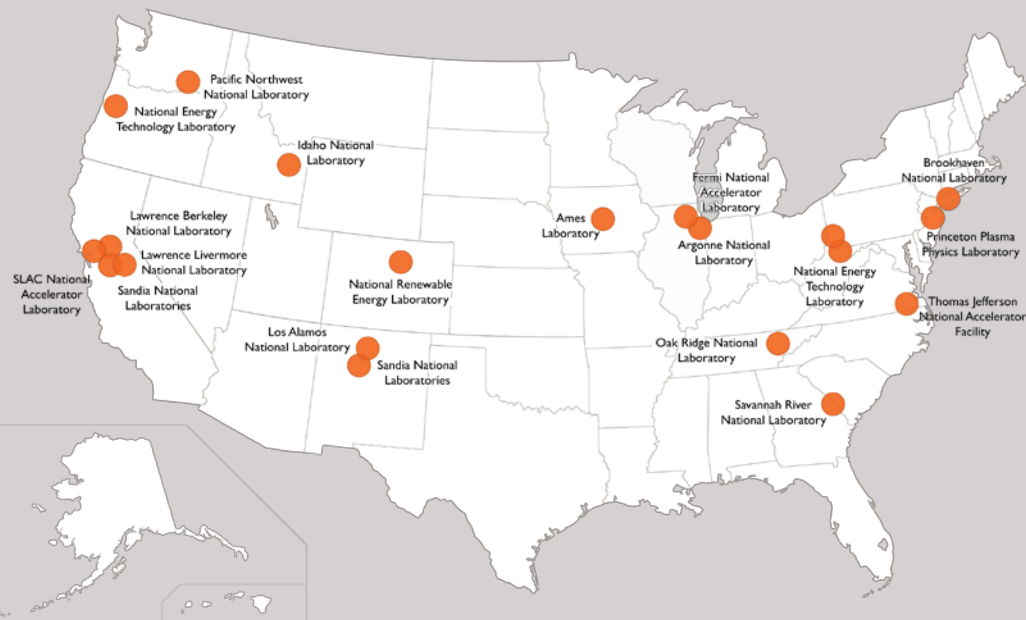 Pacific Northwest
National Laboratory
National Energy
Technology Laboratory
Idaho National
Laboratory
Brookhaven
National Laboratory
Fermi National
Accelerator
Laboratory
Lawrence Berkeley
National Laboratory
Ames
Laboratory
Argonne National
Laboratory
Princeton Plasma
Physics Laboratory
Lawrence Livermore
National Laboratory
SLAC National
Accelerator
Laboratory
Sandia National
Laboratories
National Renewable
Energy Laboratory
National Energy
Technology
Laboratory
Thomas Jefferson
National Accelerator
Facility
Los Alamos
National Laboratory
Oak Ridge National
Laboratory
Sandia National
Laboratories
Savannah River
National Laboratory